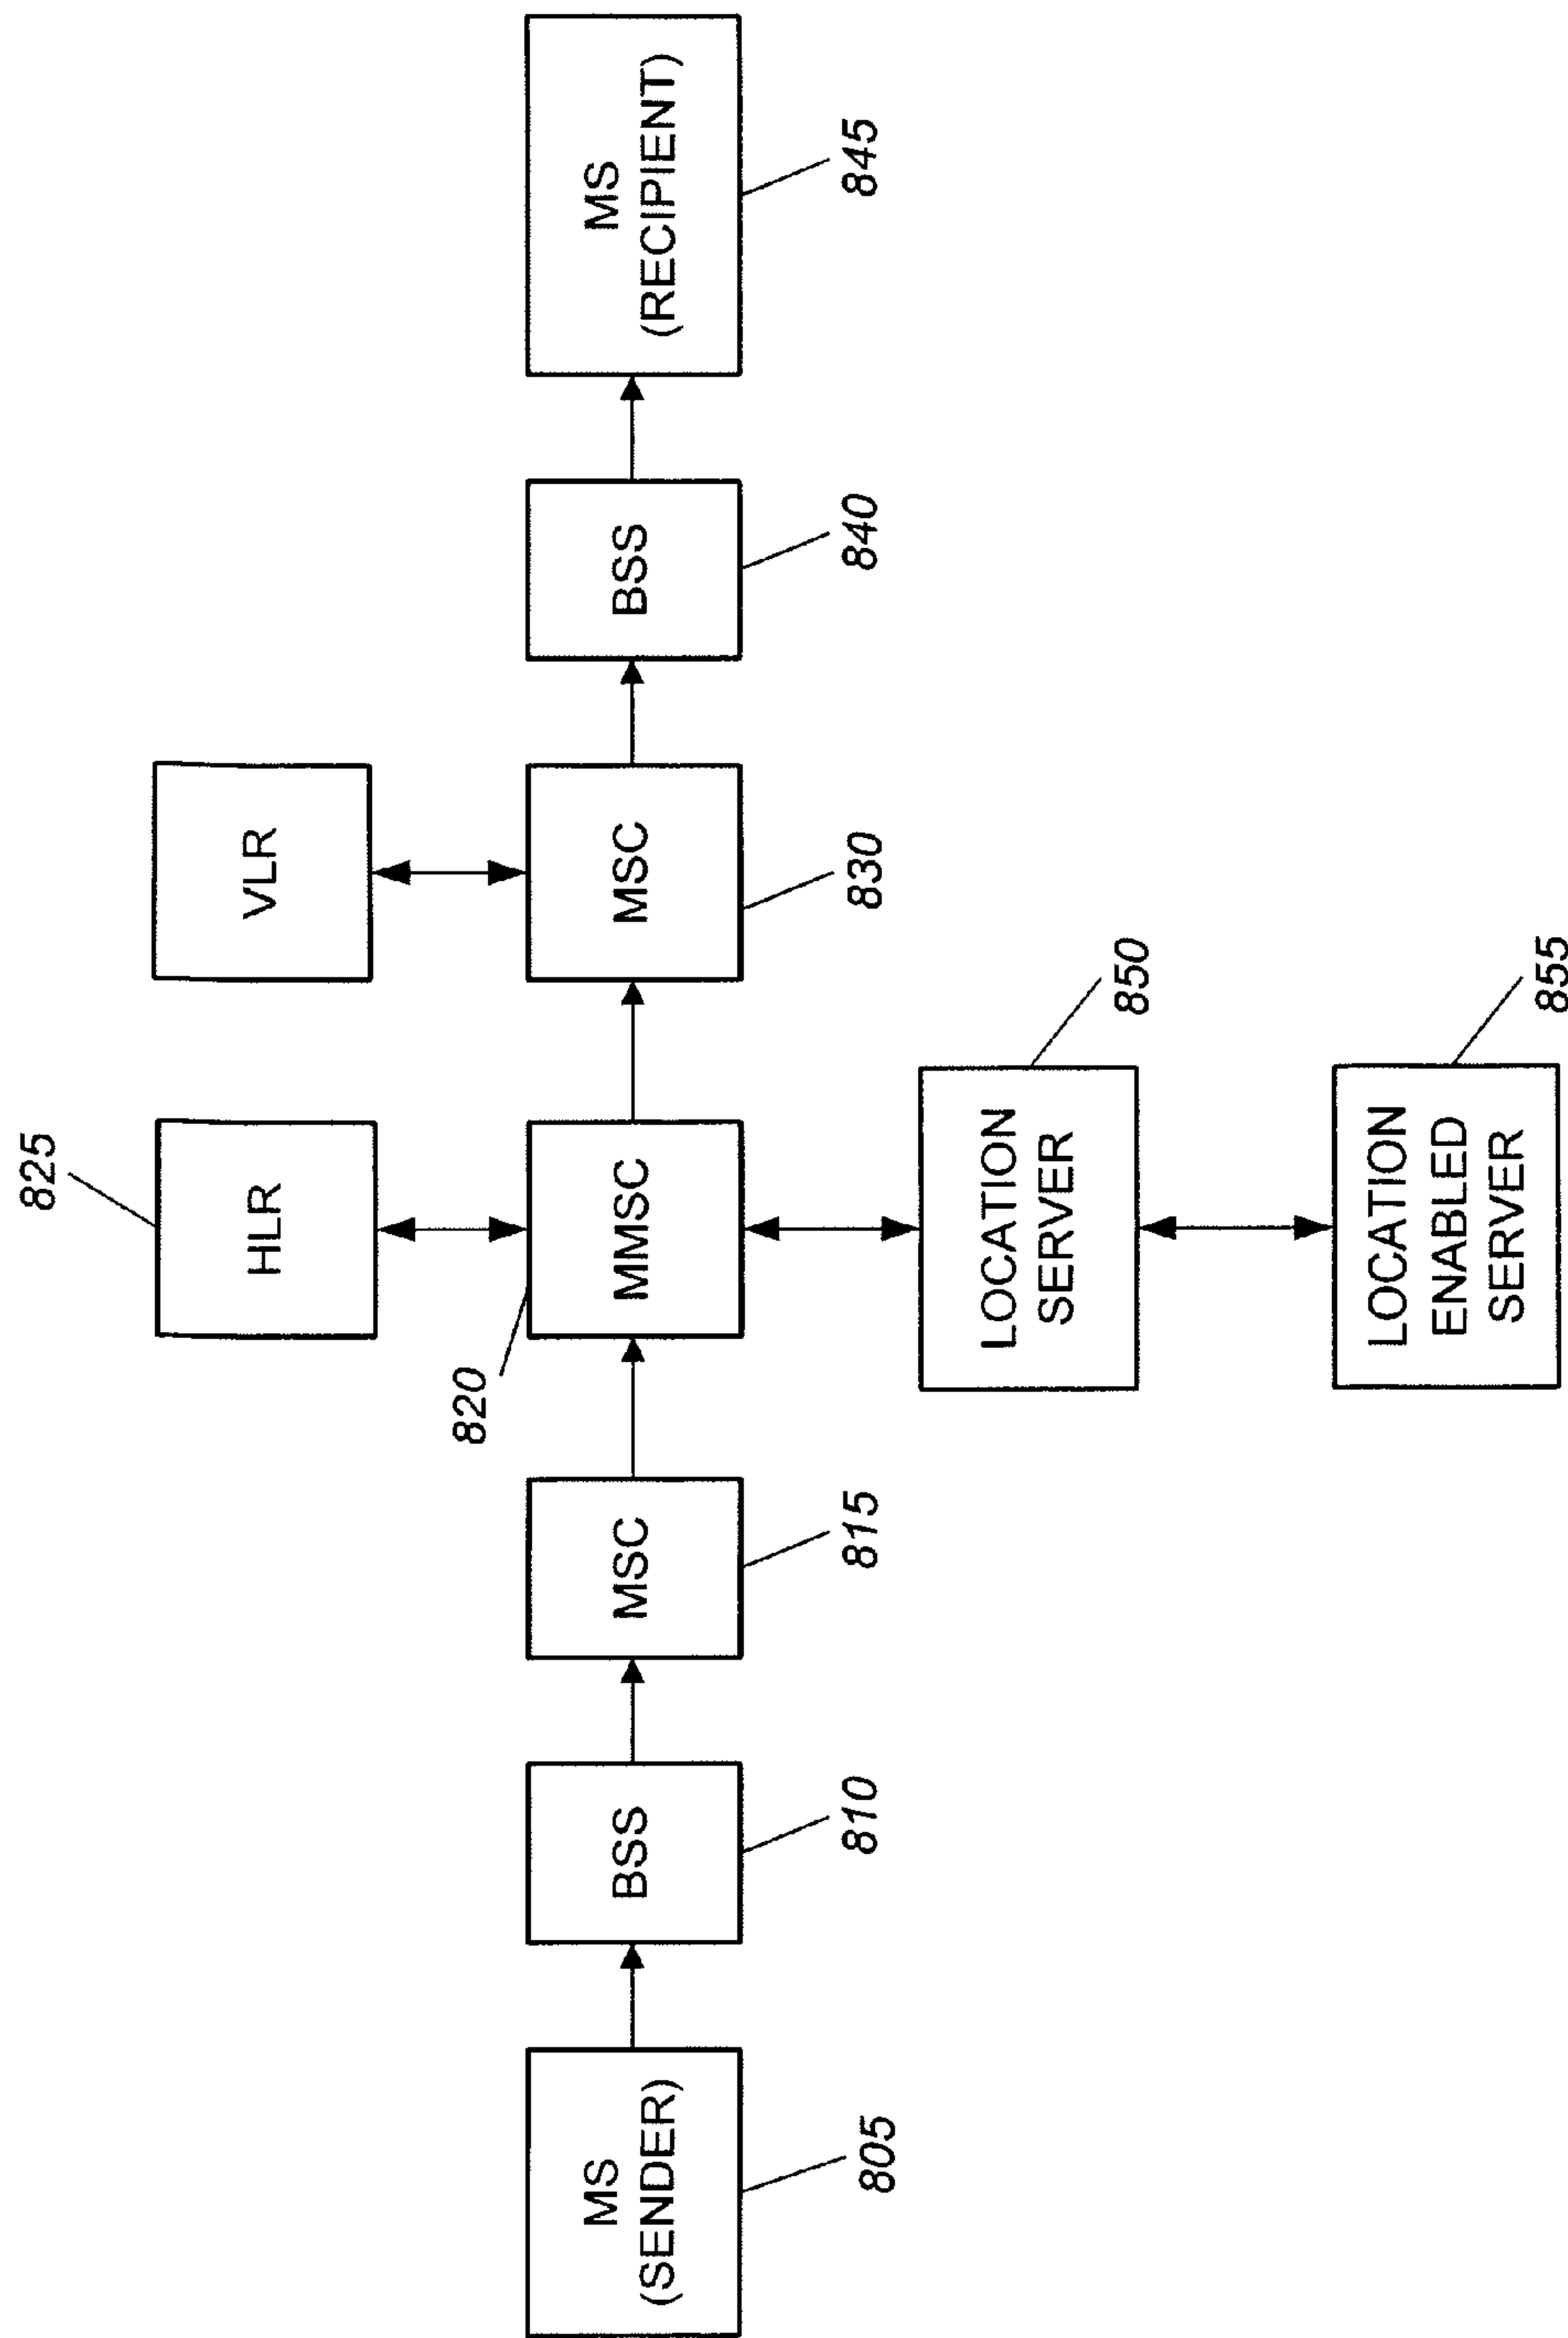 825
HLR
VLR
820
MS
(SENDER)
BSS
MSC
MMSC
MSC
BSS
MS
(RECIPIENT)
805
810
815
830
840
845
LOCATION
SERVER
850
LOCATION
ENABLED
SERVER
855